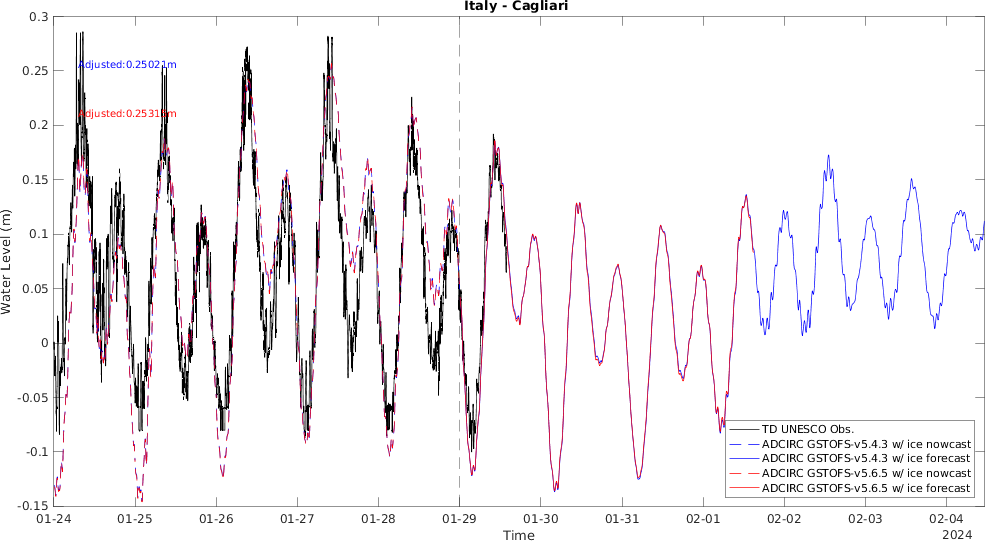 Italy - Cagliari
0.3
0.25
0.2
0.15
0.1
0.05
0
-0.05
-0.1
-0.15
Water Level (m)
Adjusted:0.25021m
TD UNESCO Obs.
ADCIRC GSTOFS-v5.4.3 w/ ice nowcast
ADCIRC GSTOFS-v5.4.3 w/ ice forecast
ADCIRC GSTOFS-v5.6.5 w/ ice nowcast
ADCIRC GSTOFS-v5.6.5 w/ ice forecast
01-24 01-25 01-26 01-27 01-28 01-29 01-30 01-31 02-01 02-02 02-03 02-04
Time
2024